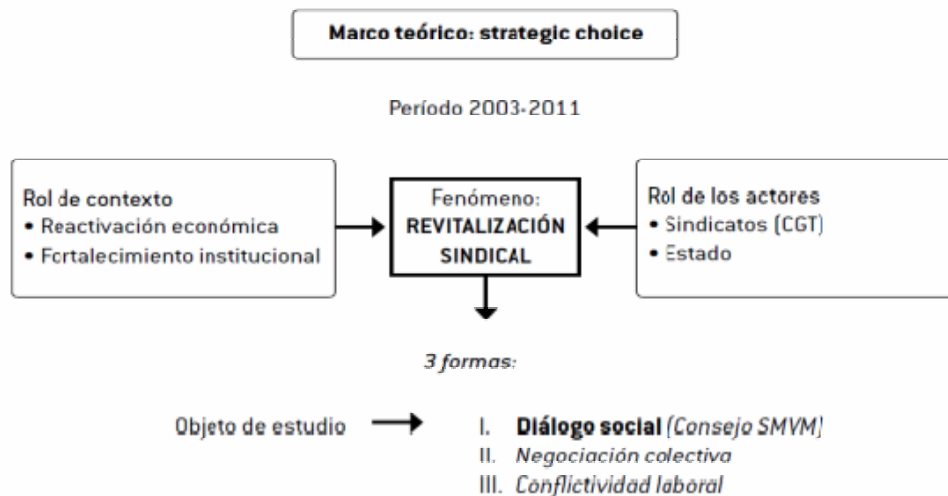 Marco teórico: strategic choice
Período 2003-2011
Rol de contexto
• Reactivación económica
• Fortalecimiento institucional
Fenómeno:
REVITALIZACIÓN
SINDICAL
Rol de los actores
• Sindicatos (CGT)
• Estado
3 formas:
Objeto de estudio
I. Diálogo social (Consejo SMVM)
II. Negociación colectiva
III. Conflictividad laboral